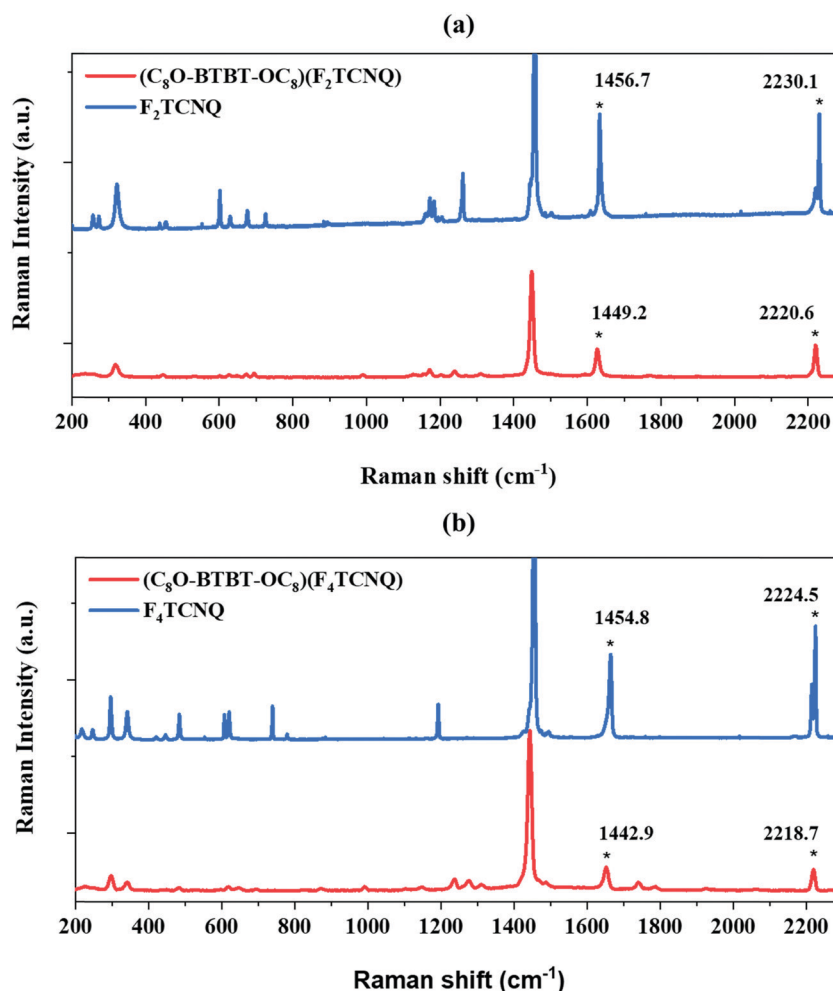 (a)
(C₈O-BTBT-OC₈)(F₂TCNQ)
F₂TCNQ
1456.7
*
2230.1
*
1449.2
*
2220.6
*
Raman Intensity (a.u.)
200 400 600 800 1000 1200 1400 1600 1800 2000 2200
Raman shift (cm⁻¹)
(b)
(C₈O-BTBT-OC₈)(F₄TCNQ)
F₄TCNQ
1454.8
*
2224.5
*
1442.9
*
2218.7
*
Raman Intensity (a.u.)
200 400 600 800 1000 1200 1400 1600 1800 2000 2200
Raman shift (cm⁻¹)